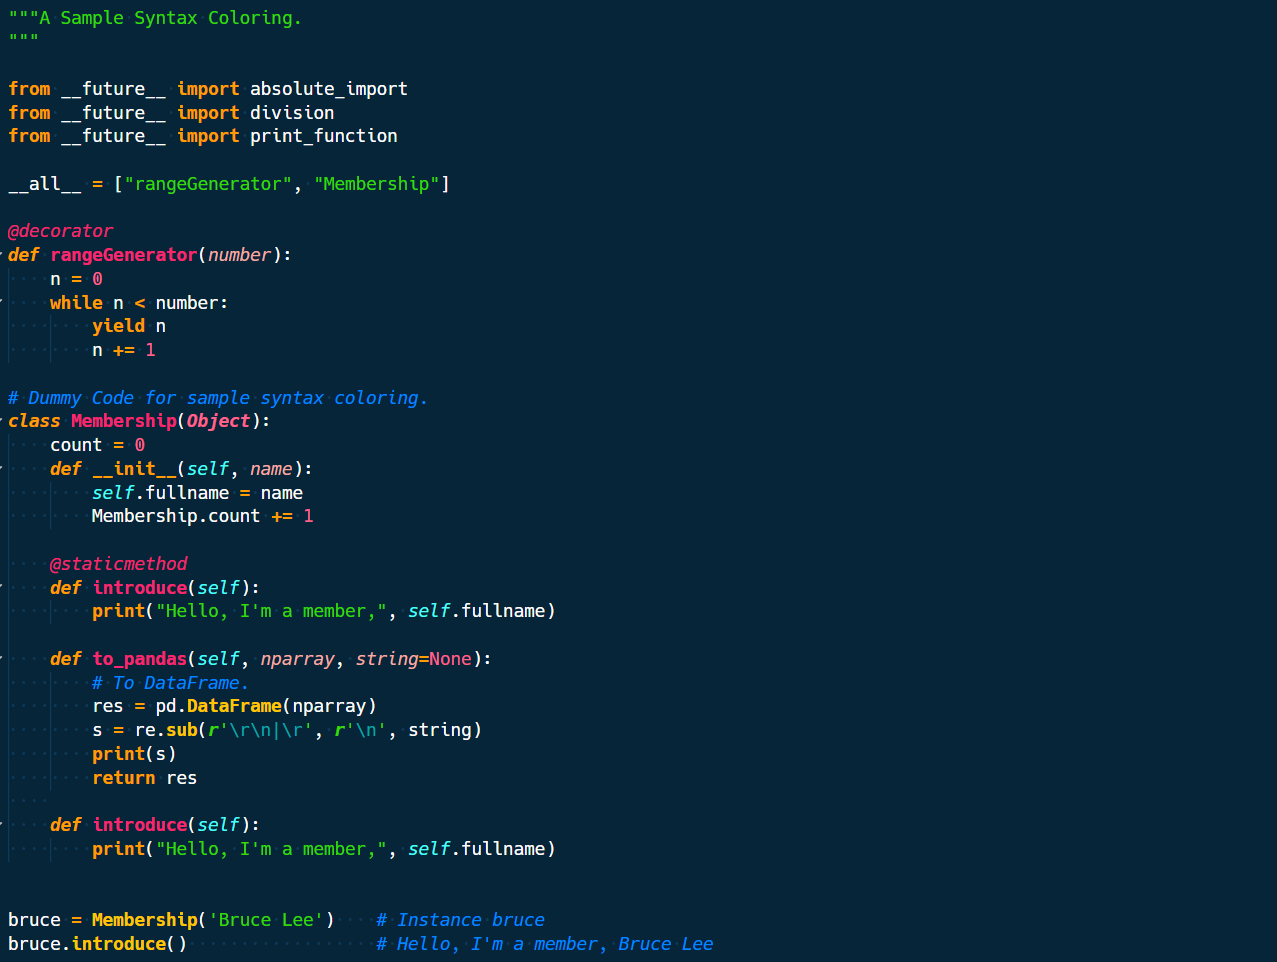 """A Sample Syntax Coloring.
"""
from __future__ import absolute_import
from __future__ import division
from __future__ import print_function
__all__ = ["rangeGenerator", "Membership"]
@decorator
def rangeGenerator(number):
    n = 0
    while n < number:
        yield n
        n += 1
# Dummy Code for sample syntax coloring.
class Membership(Object):
    count = 0
    def __init__(self, name):
        self.fullname = name
        Membership.count += 1
    @staticmethod
    def introduce(self):
        print("Hello, I'm a member,", self.fullname)
    def to_pandas(self, nparray, string=None):
        # To DataFrame.
        res = pd.DataFrame(nparray)
        s = re.sub(r'\r\n|\r', r'\n', string)
        print(s)
        return res
    def introduce(self):
        print("Hello, I'm a member,", self.fullname)
bruce = Membership('Bruce Lee')    # Instance bruce
bruce.introduce()                  # Hello, I'm a member, Bruce Lee